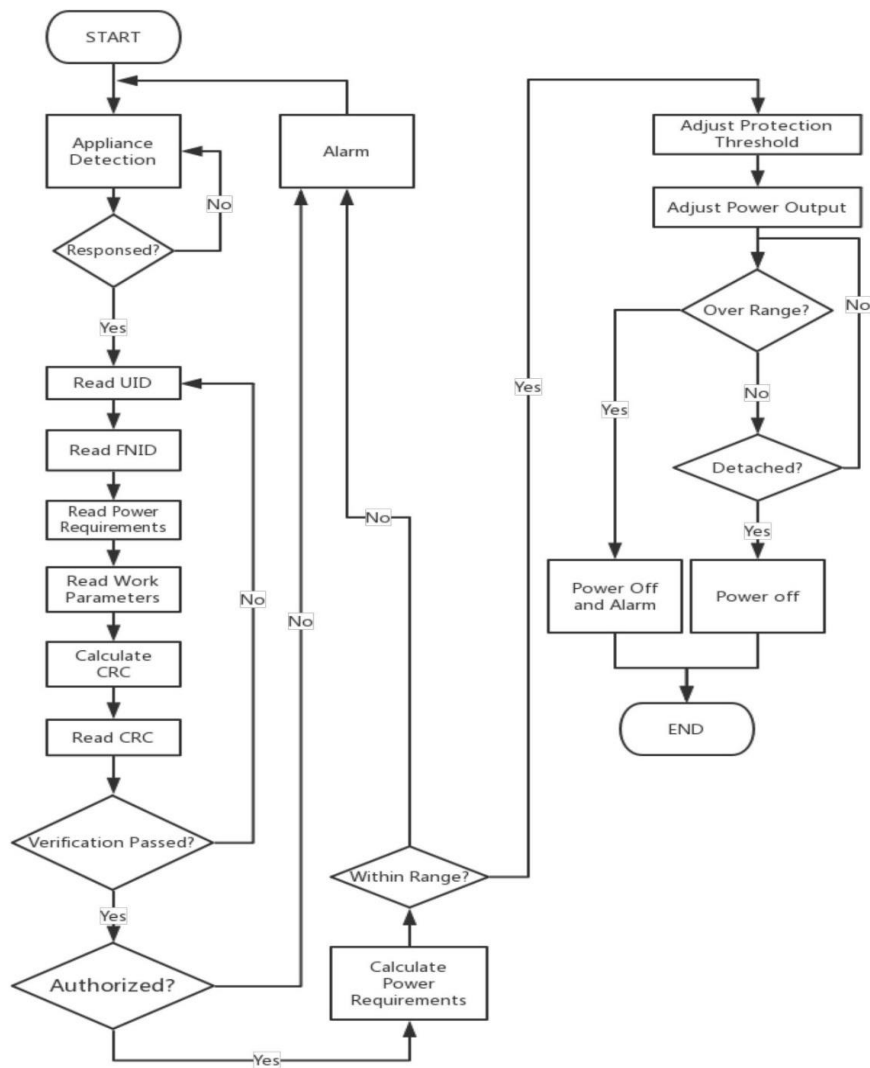 START
Appliance
Detection
No
Responsed?
Yes
Read UID
Read FNID
Read Power
Requirements
Read Work
Parameters
Calculate
CRC
Read CRC
Verification Passed?
No
Yes
Authorized?
No
Yes
Alarm
Calculate
Power
Requirements
Within Range?
No
Yes
Adjust Protection
Threshold
Adjust Power Output
Over Range?
No
Yes
No
Detached?
Yes
Power Off
and Alarm
Power off
END